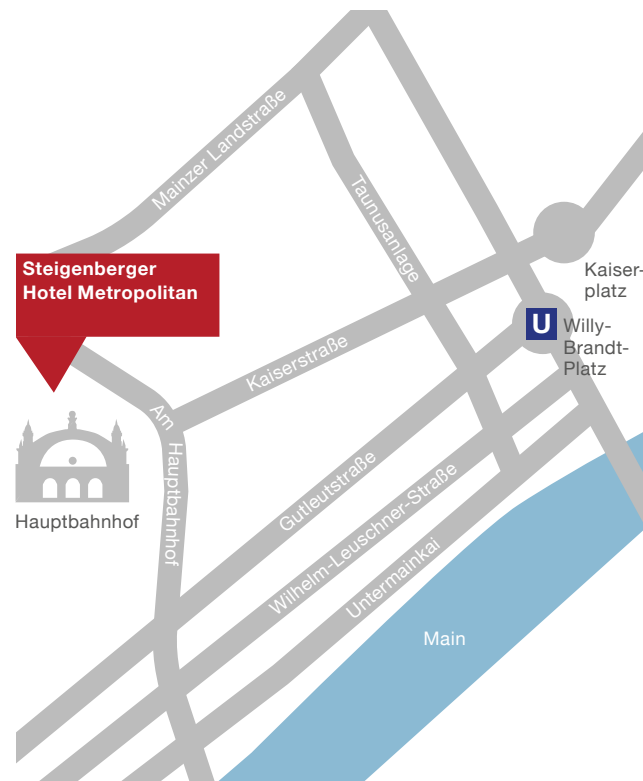 Mainzer Landstraße
Taunusanlage
Steigenberger
Hotel Metropolitan
Kaiser-
platz
U
Willy-
Brandt-
Platz
Kaiserstraße
Am
Hauptbahnhof
Hauptbahnhof
Gutleutstraße
Wilhelm-Leuschner-Straße
Untermainkai
Main